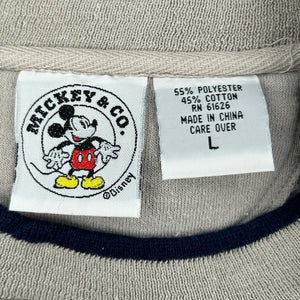 MICKEY & CO.
©Disney
55% POLYESTER
45% COTTON
RN 61626
MADE IN CHINA
CARE OVER
L